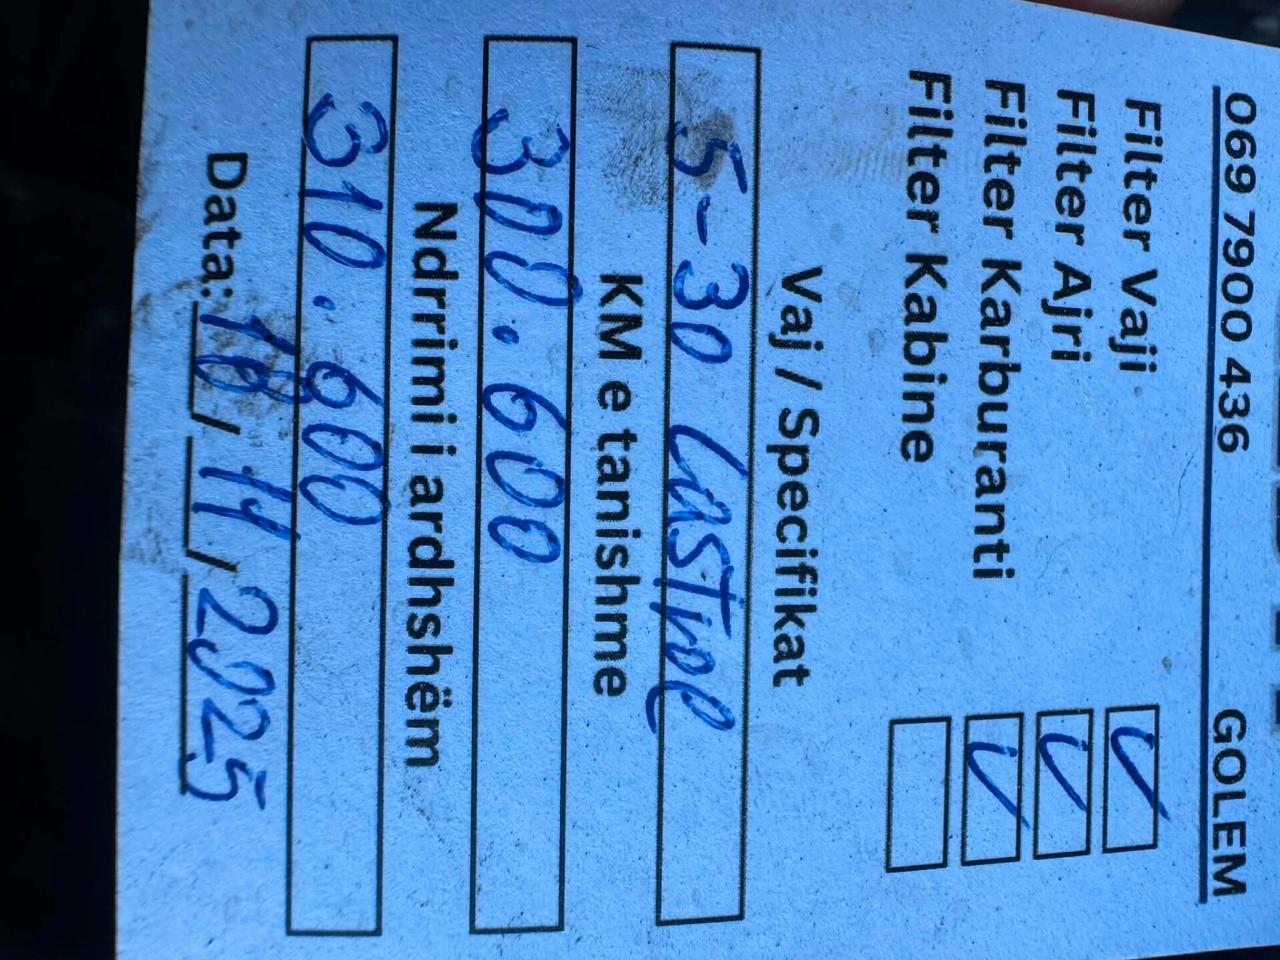 069 7900 436 GOLEM
Filter Vaji
Filter Ajri
Filter Karburanti
Filter Kabine
Vaj / Specifikat
5-30 Castrol
KM e tanishme
300.600
Ndrrimi i ardhshëm
310.600
Data: 18, 11, 2025